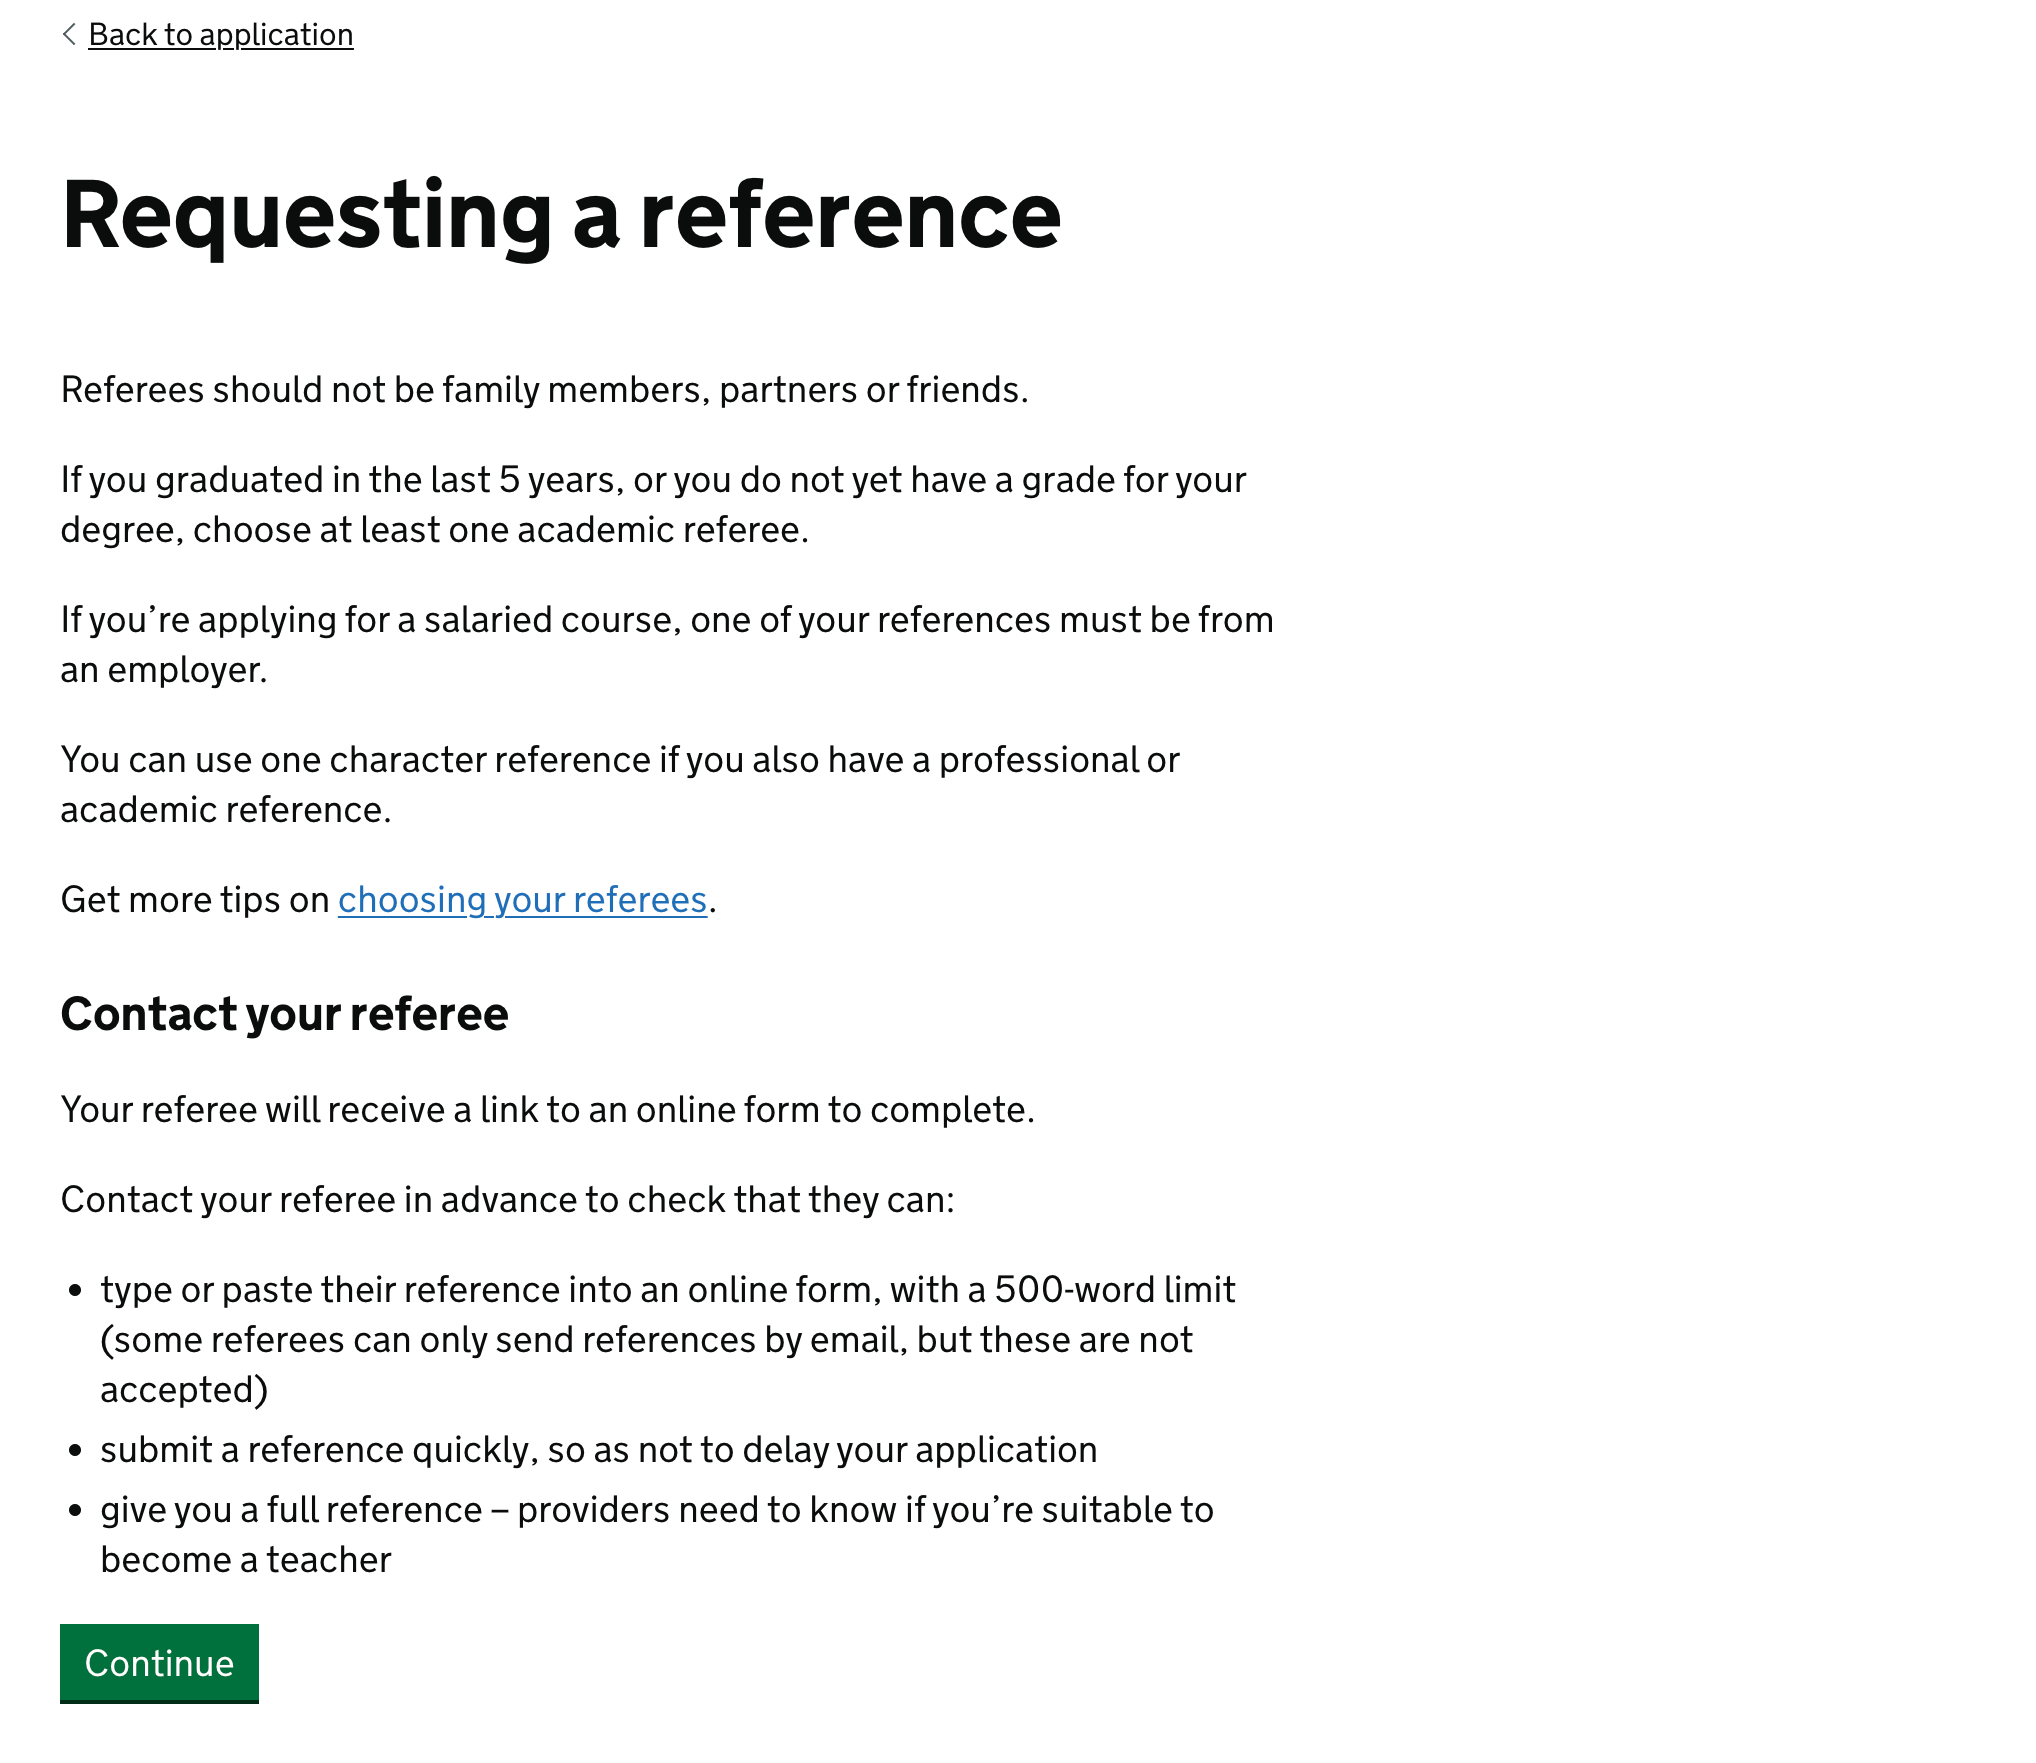 Back to application
Requesting a reference
Referees should not be family members, partners or friends.
If you graduated in the last 5 years, or you do not yet have a grade for your
degree, choose at least one academic referee.
If you’re applying for a salaried course, one of your references must be from
an employer.
You can use one character reference if you also have a professional or
academic reference.
Get more tips on choosing your referees.
Contact your referee
Your referee will receive a link to an online form to complete.
Contact your referee in advance to check that they can:
• type or paste their reference into an online form, with a 500-word limit
(some referees can only send references by email, but these are not
accepted)
• submit a reference quickly, so as not to delay your application
• give you a full reference – providers need to know if you’re suitable to
become a teacher
Continue